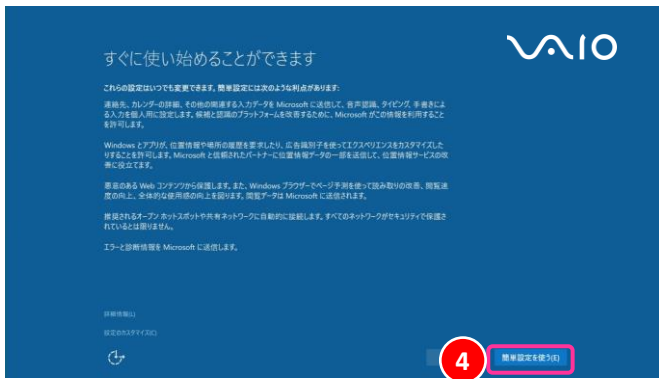 VAIO
すぐに使い始めることができます
これらの設定はいつでも変更できます。簡単設定には次のような利点があります:
連絡先、カレンダーの詳細、その他の関連する入力データを Microsoft に送信して、音声認識、タイピング、手書きによ
る入力を個人用に設定します。候補と認識のプラットフォームを改善するために、Microsoft がこの情報を利用すること
を許可します。
Windows とアプリが、位置情報や場所の履歴を要求したり、広告識別子を使ってエクスペリエンスをカスタマイズした
りすることを許可します。Microsoft と信頼されたパートナーに位置情報データの一部を送信して、位置情報サービスの改
善に役立てます。
悪意のある Web コンテンツから保護します。また、Windows ブラウザーでページ予測を使って読み取りの改善、閲覧速
度の向上、全体的な使用感の向上を図ります。閲覧データは Microsoft に送信されます。
推奨されるオープン ホットスポットや共有ネットワークに自動的に接続します。すべてのネットワークがセキュリティで保護さ
れているとは限りません。
エラーと診断情報を Microsoft に送信します。
詳細情報(L)
設定のカスタマイズ(C)
4
簡単設定を使う(E)